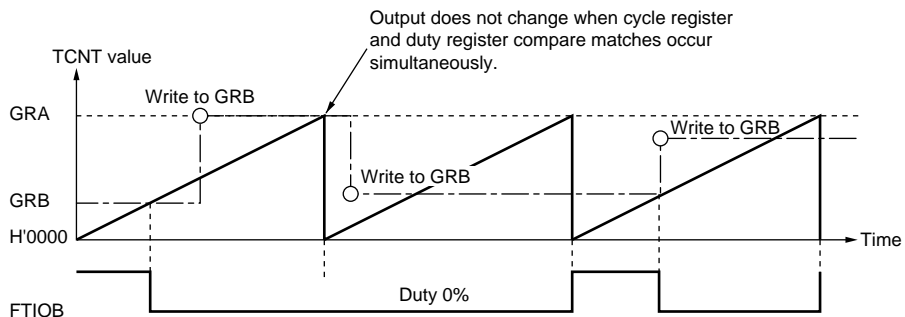 Output does not change when cycle register
and duty register compare matches occur
simultaneously.
TCNT value
Write to GRB
GRA
Write to GRB
Write to GRB
GRB
H'0000
Time
Duty 0%
FTIOB